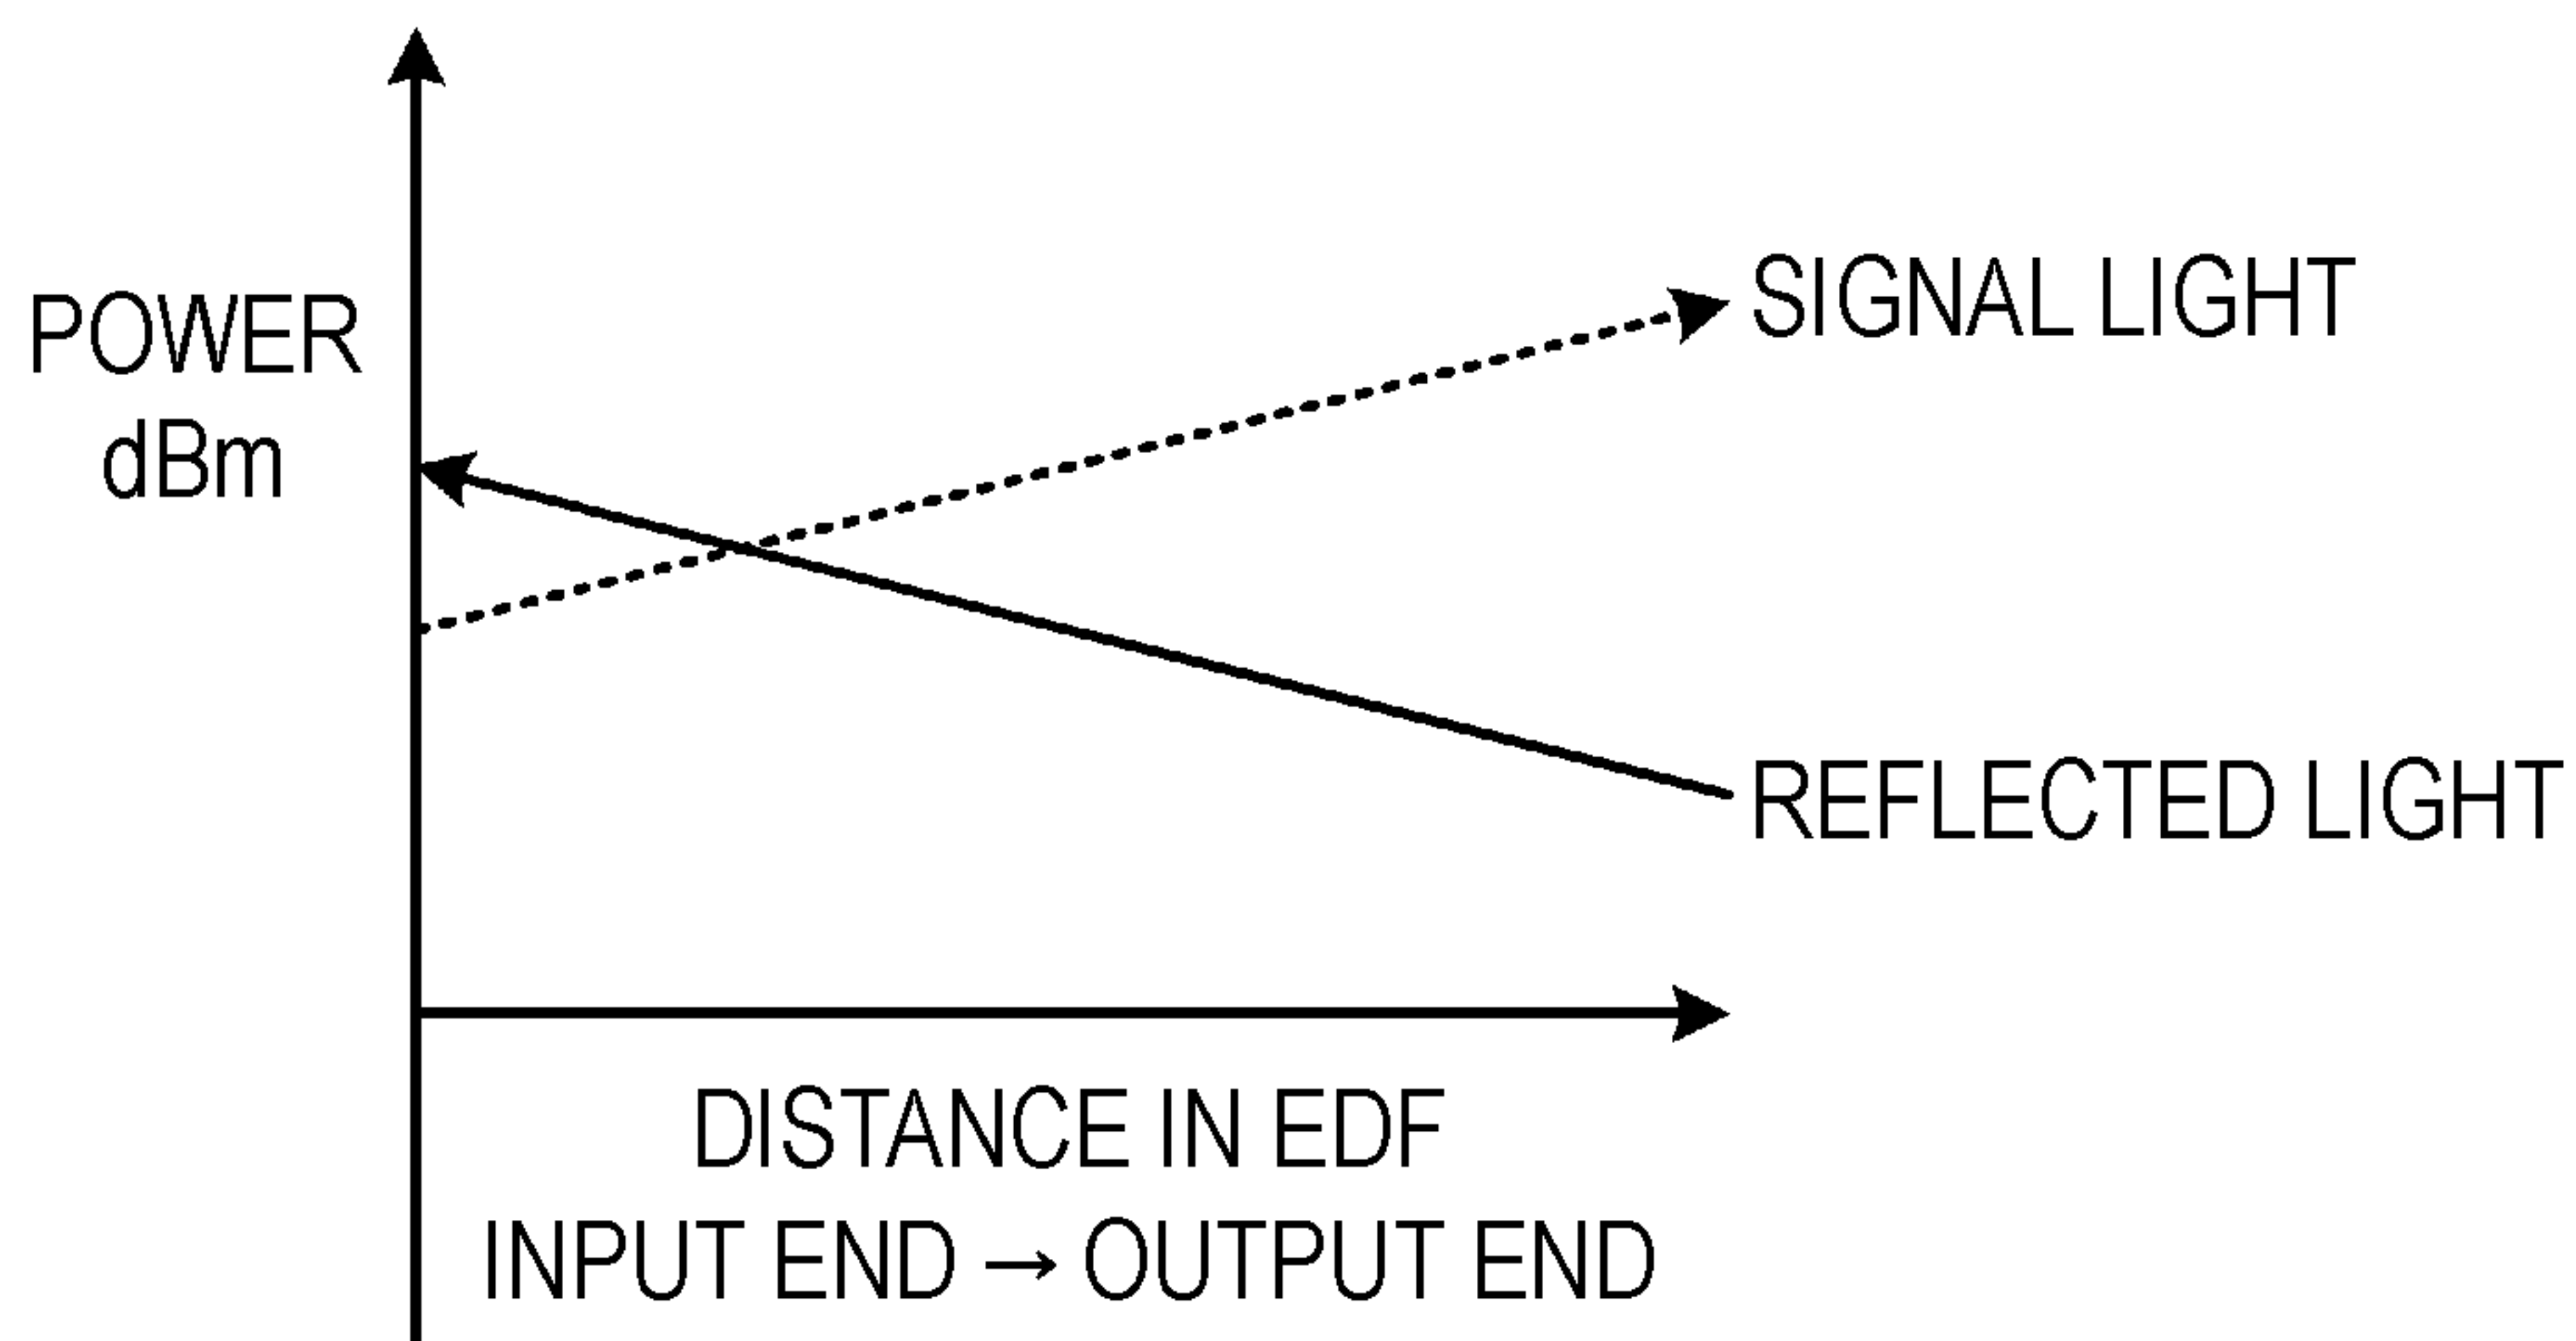 POWER
dBm
SIGNAL LIGHT
REFLECTED LIGHT
DISTANCE IN EDF
INPUT END → OUTPUT END